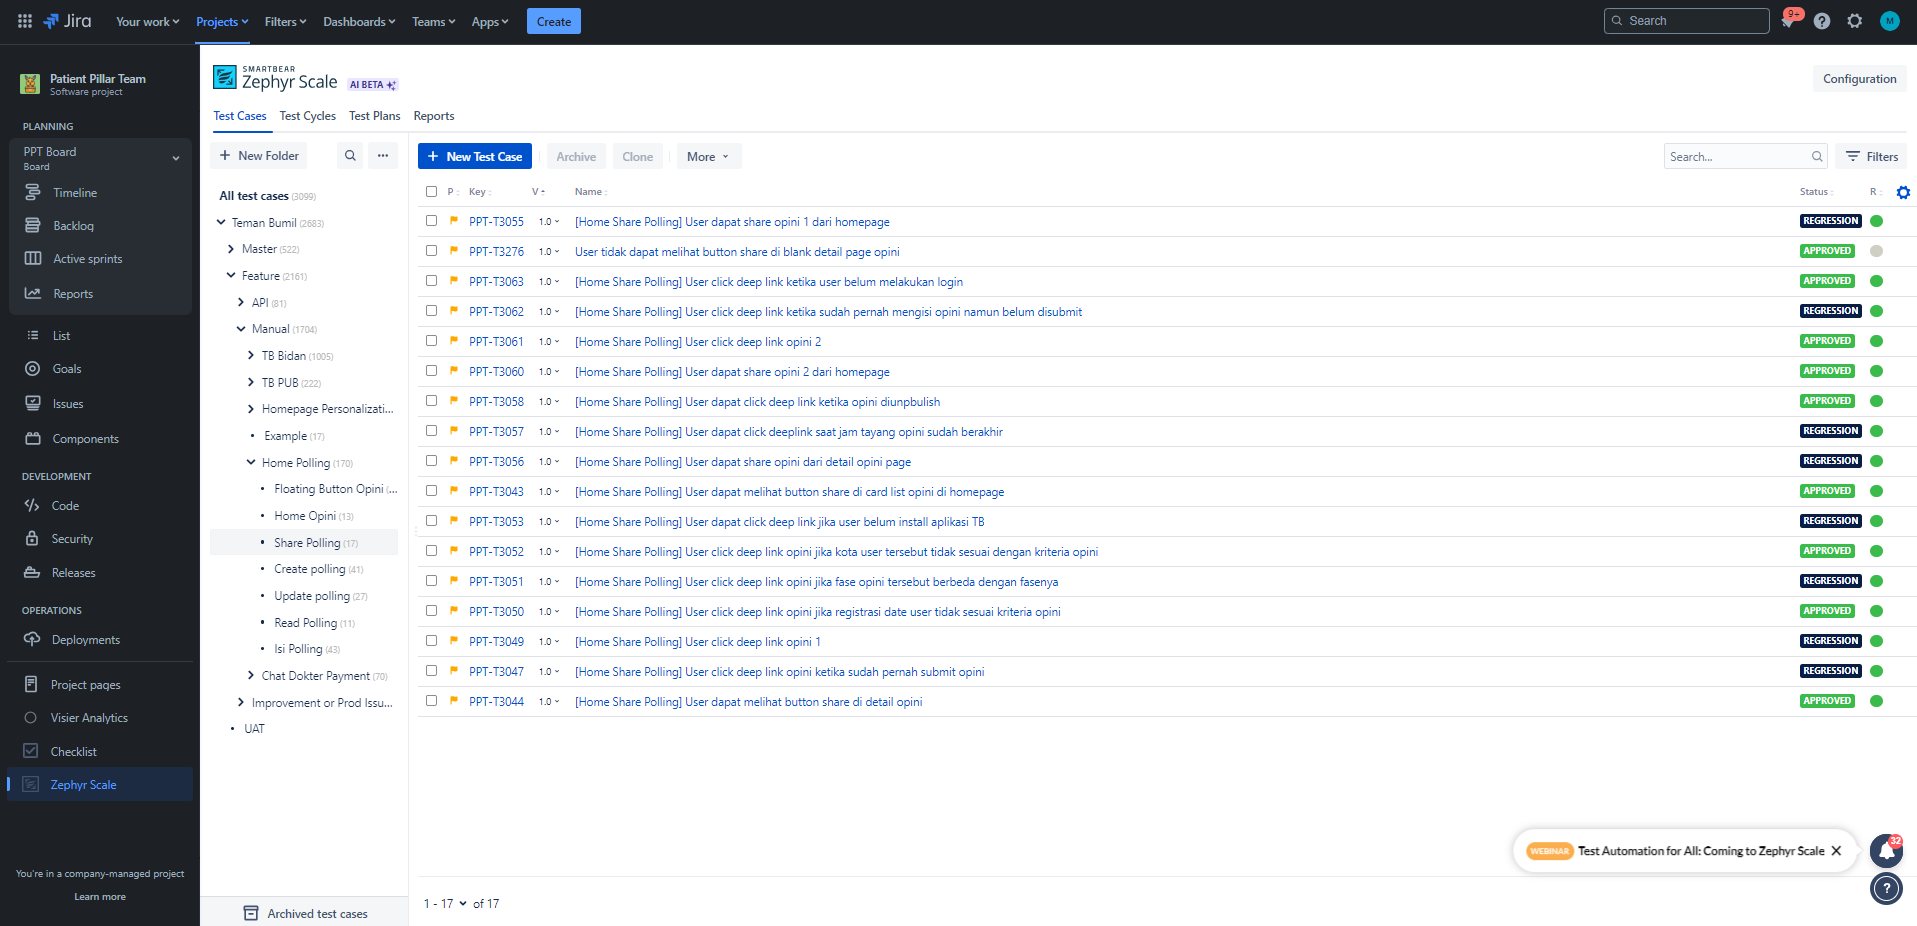 Jira
Your work
Projects
Filters
Dashboards
Teams
Apps
Create
Search
9+
?
M
Patient Pillar Team
Software project
PLANNING
PPT Board
Board
Timeline
Backlog
Active sprints
Reports
List
Goals
Issues
Components
DEVELOPMENT
Code
Security
Releases
OPERATIONS
Deployments
Project pages
Visier Analytics
Checklist
Zephyr Scale
You're in a company-managed project
Learn more
SMARTBEAR
Zephyr Scale
AI BETA
Configuration
Test Cases
Test Cycles
Test Plans
Reports
+ New Folder
...
All test cases (3099)
Teman Bumil (2683)
Master (522)
Feature (2161)
API (81)
Manual (1704)
TB Bidan (1005)
TB PUB (222)
Homepage Personalizati...
Example (17)
Home Polling (170)
Floating Button Opini (...
Home Opini (13)
Share Polling (17)
Create polling (41)
Update polling (27)
Read Polling (11)
Isi Polling (43)
Chat Dokter Payment (70)
Improvement or Prod Issu...
UAT
Archived test cases
+ New Test Case
Archive
Clone
More
Search...
Filters
P Key V Name Status R
PPT-T3055 1.0 [Home Share Polling] User dapat share opini 1 dari homepage REGRESSION
PPT-T3276 1.0 User tidak dapat melihat button share di blank detail page opini APPROVED
PPT-T3063 1.0 [Home Share Polling] User click deep link ketika user belum melakukan login APPROVED
PPT-T3062 1.0 [Home Share Polling] User click deep link ketika sudah pernah mengisi opini namun belum disubmit REGRESSION
PPT-T3061 1.0 [Home Share Polling] User click deep link opini 2 APPROVED
PPT-T3060 1.0 [Home Share Polling] User dapat share opini 2 dari homepage APPROVED
PPT-T3058 1.0 [Home Share Polling] User dapat click deep link ketika opini diunpbulish APPROVED
PPT-T3057 1.0 [Home Share Polling] User dapat click deeplink saat jam tayang opini sudah berakhir REGRESSION
PPT-T3056 1.0 [Home Share Polling] User dapat share opini dari detail opini page REGRESSION
PPT-T3043 1.0 [Home Share Polling] User dapat melihat button share di card list opini di homepage APPROVED
PPT-T3053 1.0 [Home Share Polling] User dapat click deep link jika user belum install aplikasi TB REGRESSION
PPT-T3052 1.0 [Home Share Polling] User click deep link opini jika kota user tersebut tidak sesuai dengan kriteria opini APPROVED
PPT-T3051 1.0 [Home Share Polling] User click deep link opini jika fase opini tersebut berbeda dengan fasenya REGRESSION
PPT-T3050 1.0 [Home Share Polling] User click deep link opini jika registrasi date user tidak sesuai kriteria opini APPROVED
PPT-T3049 1.0 [Home Share Polling] User click deep link opini 1 REGRESSION
PPT-T3047 1.0 [Home Share Polling] User click deep link opini ketika sudah pernah submit opini REGRESSION
PPT-T3044 1.0 [Home Share Polling] User dapat melihat button share di detail opini APPROVED
WEBINAR Test Automation for All: Coming to Zephyr Scale
32
?
1 - 17 of 17